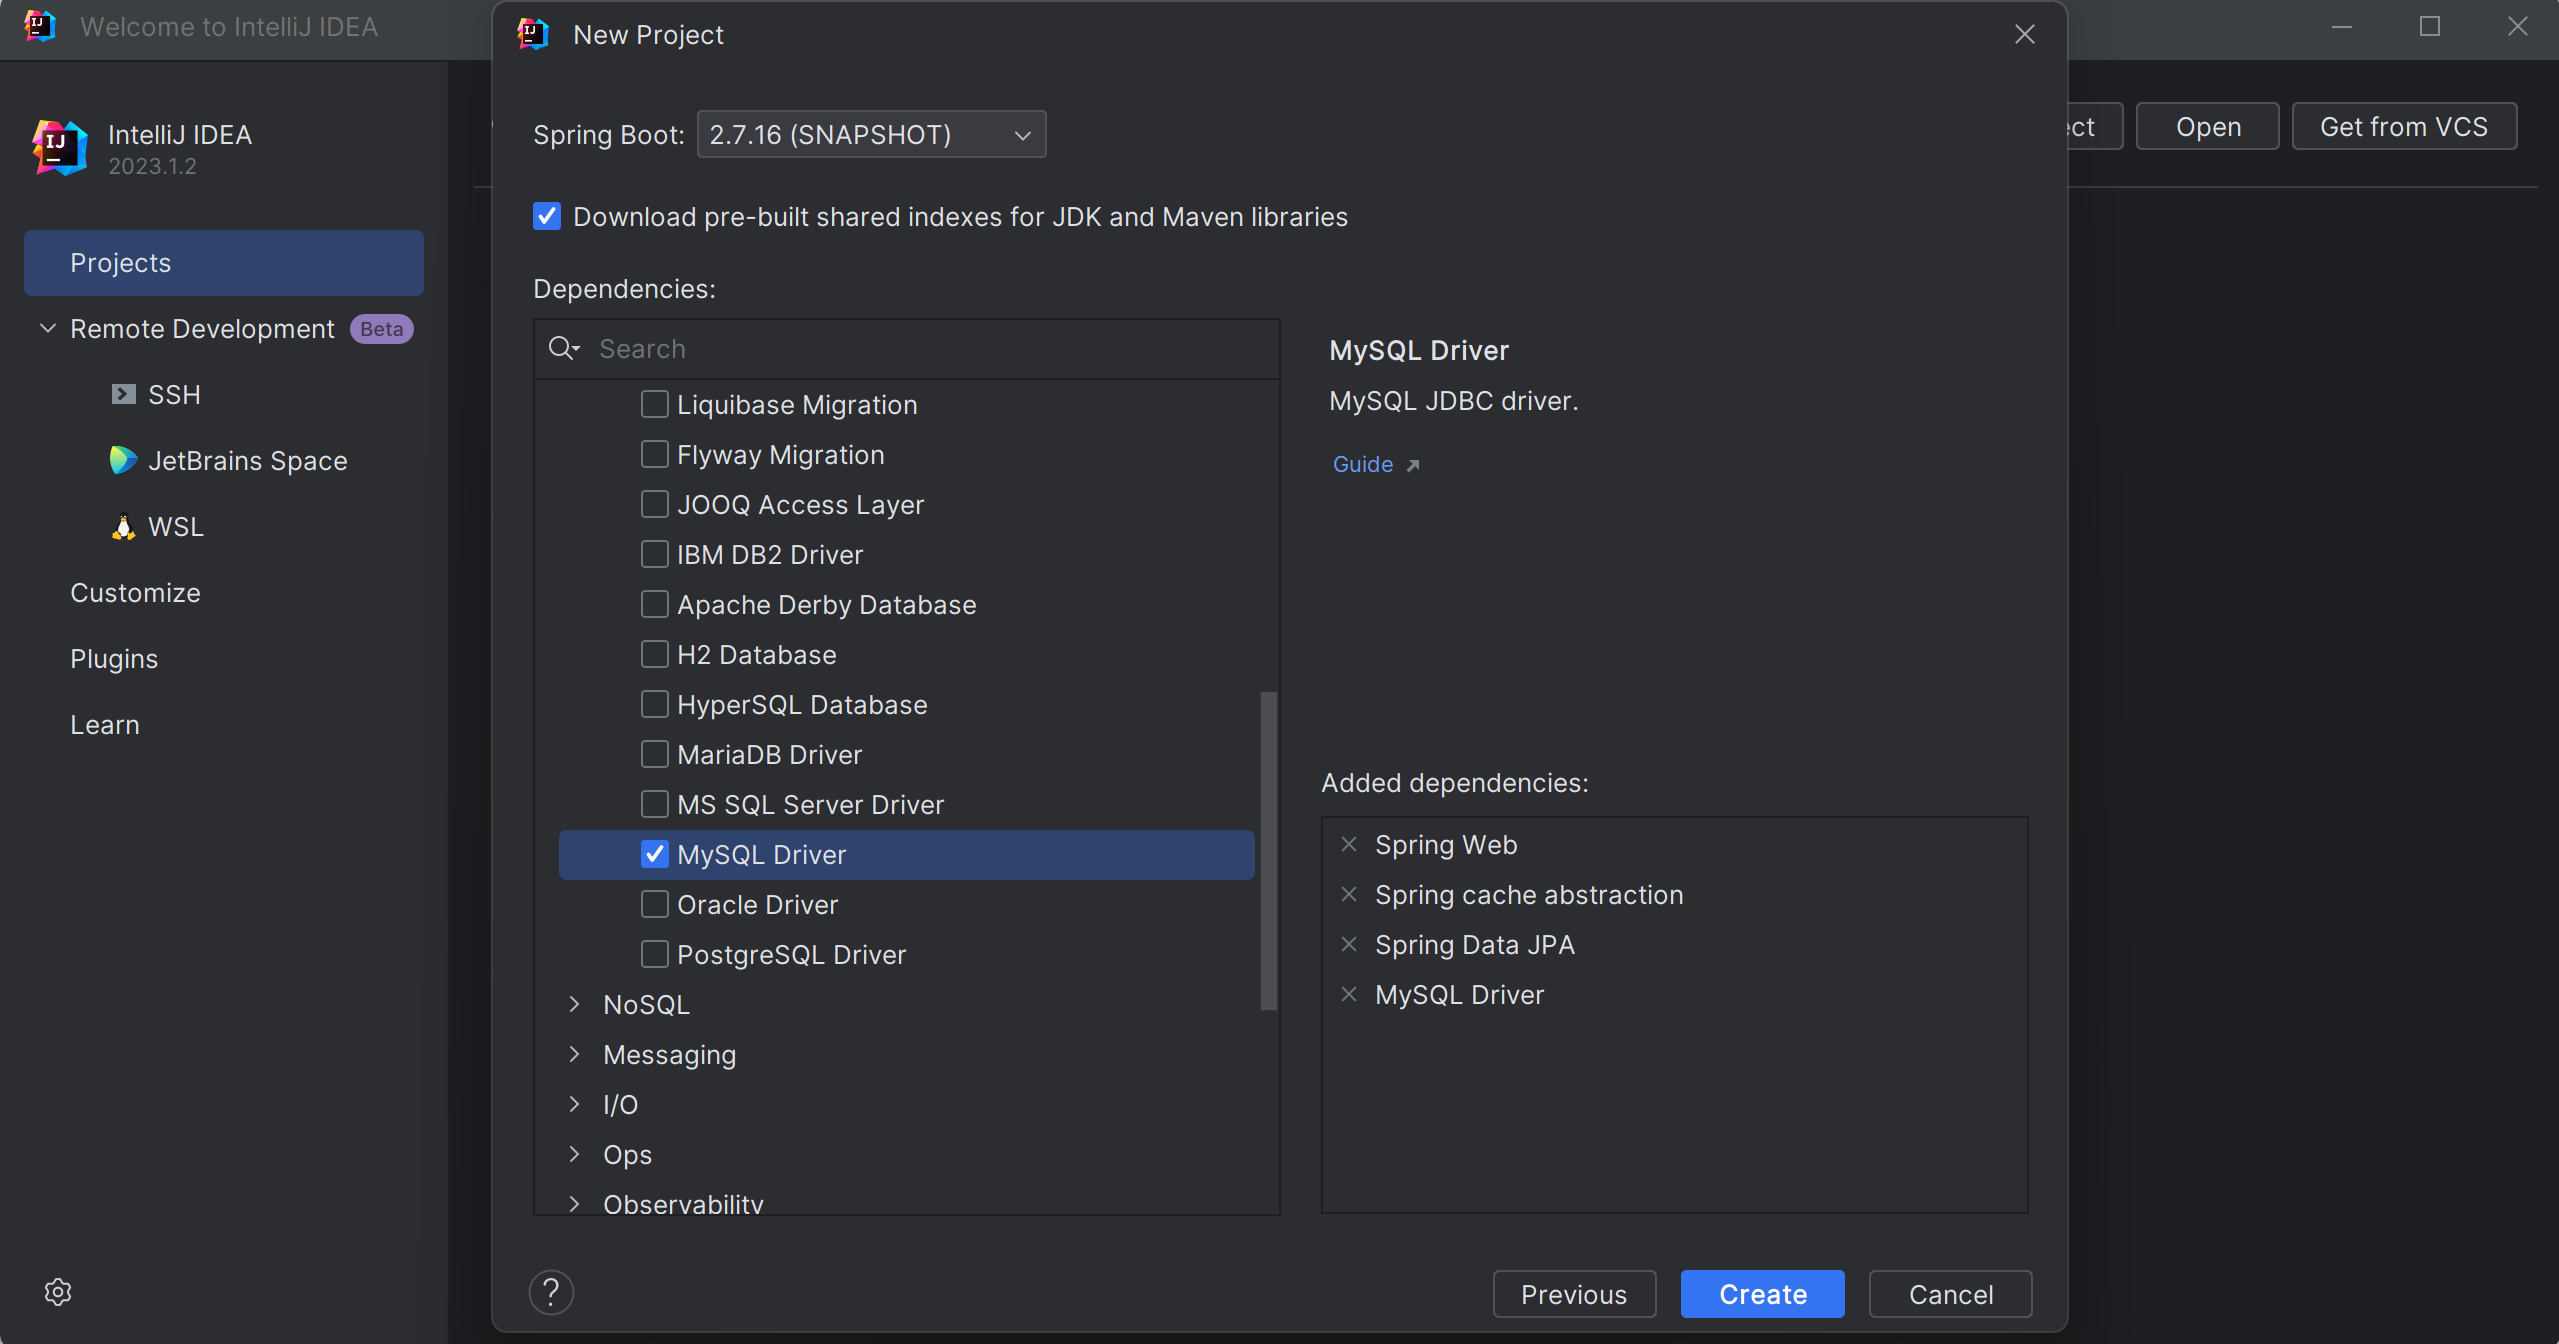 Welcome to IntelliJ IDEA
IntelliJ IDEA
2023.1.2
Projects
Remote Development Beta
SSH
JetBrains Space
WSL
Customize
Plugins
Learn
New Project
Spring Boot: 2.7.16 (SNAPSHOT)
Download pre-built shared indexes for JDK and Maven libraries
Dependencies:
Search
Liquibase Migration
Flyway Migration
JOOQ Access Layer
IBM DB2 Driver
Apache Derby Database
H2 Database
HyperSQL Database
MariaDB Driver
MS SQL Server Driver
MySQL Driver
Oracle Driver
PostgreSQL Driver
NoSQL
Messaging
I/O
Ops
Observability
MySQL Driver
MySQL JDBC driver.
Guide
Added dependencies:
Spring Web
Spring cache abstraction
Spring Data JPA
MySQL Driver
? Previous Create Cancel
ect Open Get from VCS